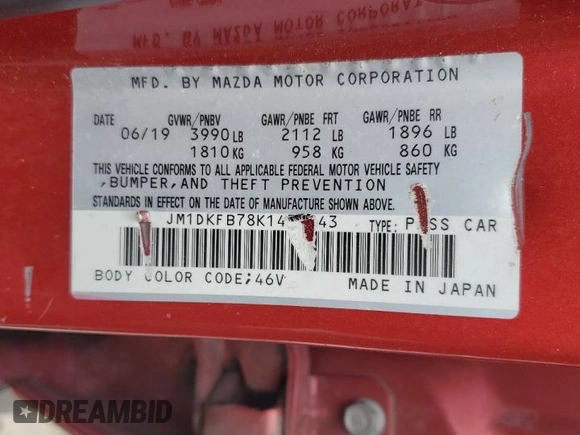 MFD. BY MAZDA MOTOR CORPORATION
DATE GVWR/PNBV GAWR/PNBE FRT GAWR/PNBE RR
06/19 3990 LB 2112 LB 1896 LB
1810 KG 958 KG 860 KG
THIS VEHICLE CONFORMS TO ALL APPLICABLE FEDERAL MOTOR VEHICLE SAFETY
,BUMPER,AND THEFT PREVENTION
STANDARDS IN EFFECT ON THE DATE OF MANUFACTURE SHOWN ABOVE.
TYPE: CAR
BODY CODE;46V MADE IN JAPAN
DREAMBID